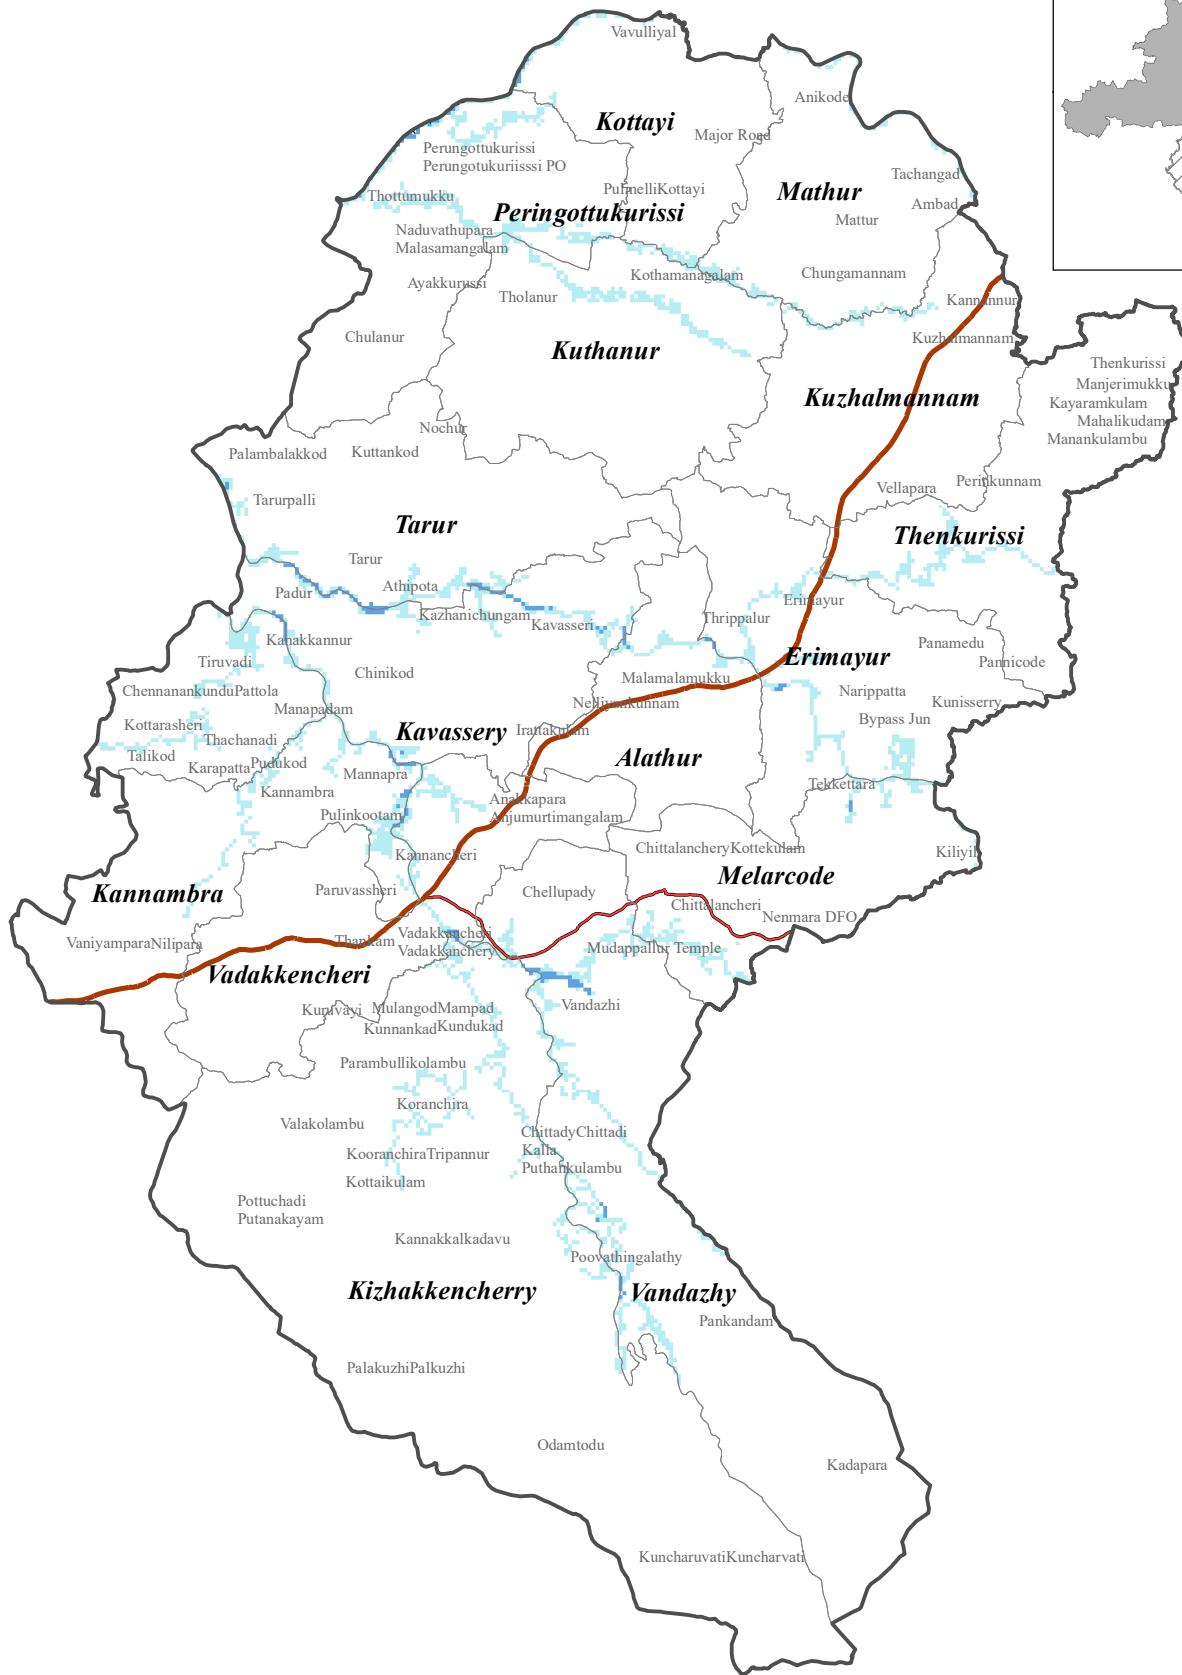 Vavulliyal
Anikode
Kottayi
Major Road
Perungottukurissi
Perungotukuriisssi PO
Tachangad
PulinelliKottayi
Mathur
Thottumukku
Ambad
Peringottukurissi
Mattur
Naduvathupara
Malasamangalam
Kothamanagalam
Chungamannam
Ayakkurussi
Tholanur
Kannannur
Chulanur
Kuzhalmannam
Kuthanur
Thenkurissi
Manjerimukku
Kuzhalmannam
Kayaramkulam
Mahalikudam
Nochur
Manankulambu
Palambalakkod
Kuttankod
Perinkunnam
Vellapara
Tarurpalli
Tarur
Thenkurissi
Tarur
Athipota
Padur
Erimayur
Kazhanichungam
Kavasseri
Thrippalur
Kanakkannur
Panamedu
Erimayur
Tiruvadi
Pannicode
Chinikod
Malamalamukku
ChennanankunduPattola
Narippatta
Nelliyankunnam
Kunisserry
Manapadam
Kottarasheri
Bypass Jun
Kavassery
Irattakulam
Thachanadi
Talikod
Pudukod
Alathur
Karapatta
Mannapra
Tekkettara
Kannambra
Anakkapara
Pulinkootam
Anjumurtimangalam
ChittalancheryKottekulam
Kannancheri
Kiliyil
Melarcode
Kannambra
Paruvassheri
Chellupady
Chittalancheri
Nenmara DFO
Vadakkancheri
VaniyamparaNilipara
Thankam
Vadakkanchery
Mudappallur Temple
Vadakkencheri
Kuruvayi
MulangodMampad
Vandazhi
Kunnankad
Kundukad
Parambullikolambu
Koranchira
Valakolambu
ChittadyChittadi
Kalla
KooranchiraTripannur
Puthankulambu
Kottaikulam
Pottuchadi
Putanakayam
Kannakkalkadavu
Poovathingalathy
Kizhakkencherry
Vandazhy
Pankandam
PalakuzhiPalkuzhi
Odamtodu
Kadapara
KuncharuvatiKuncharvati